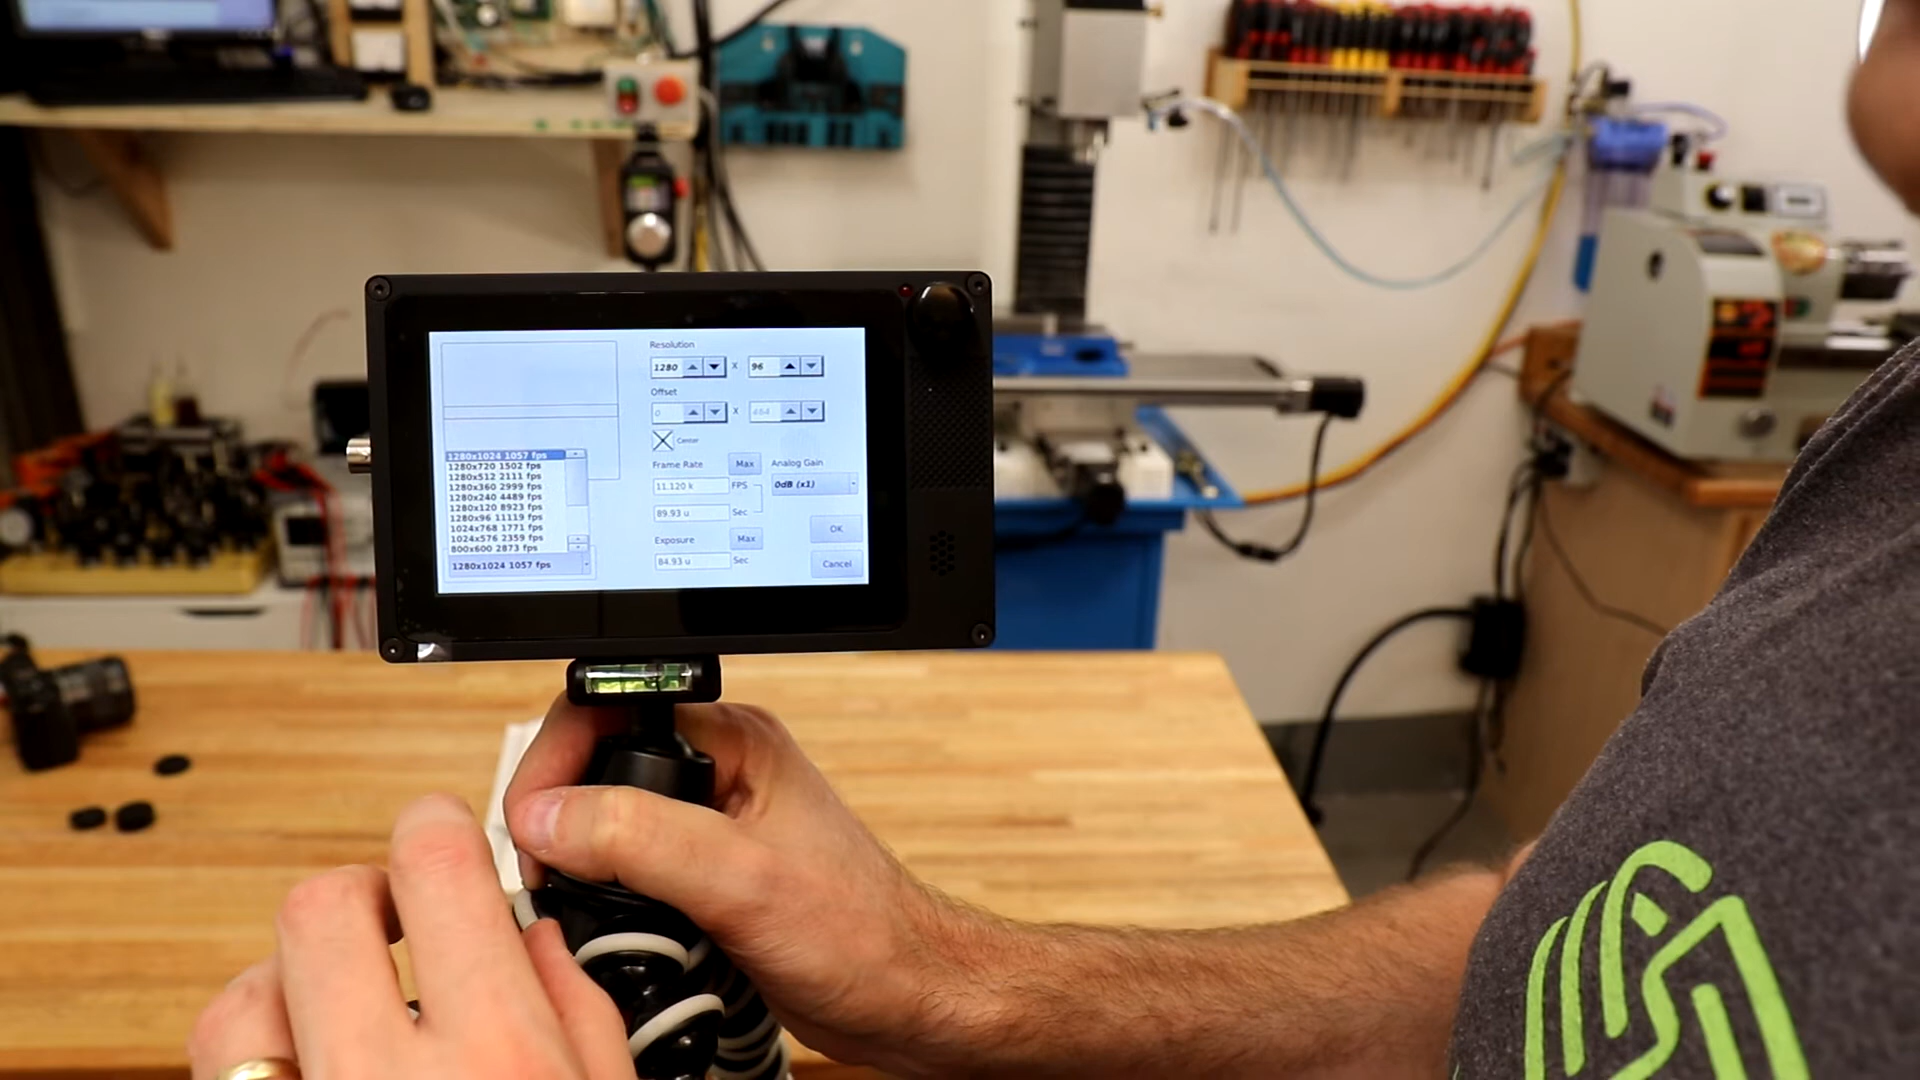 Resolution
1280 X 96
Offset
0 X 464
Center
1280x1024 1057 fps
1280x720 1502 fps
1280x512 2111 fps
1280x360 2999 fps
1280x240 4489 fps
1280x120 8923 fps
1280x96 11119 fps
1024x768 1771 fps
1024x576 2359 fps
800x600 2873 fps
1280x1024 1057 fps
Frame Rate Max
11.120 k FPS
89.93 u Sec
Analog Gain
0dB (x1)
Exposure Max
84.93 u Sec
OK
Cancel